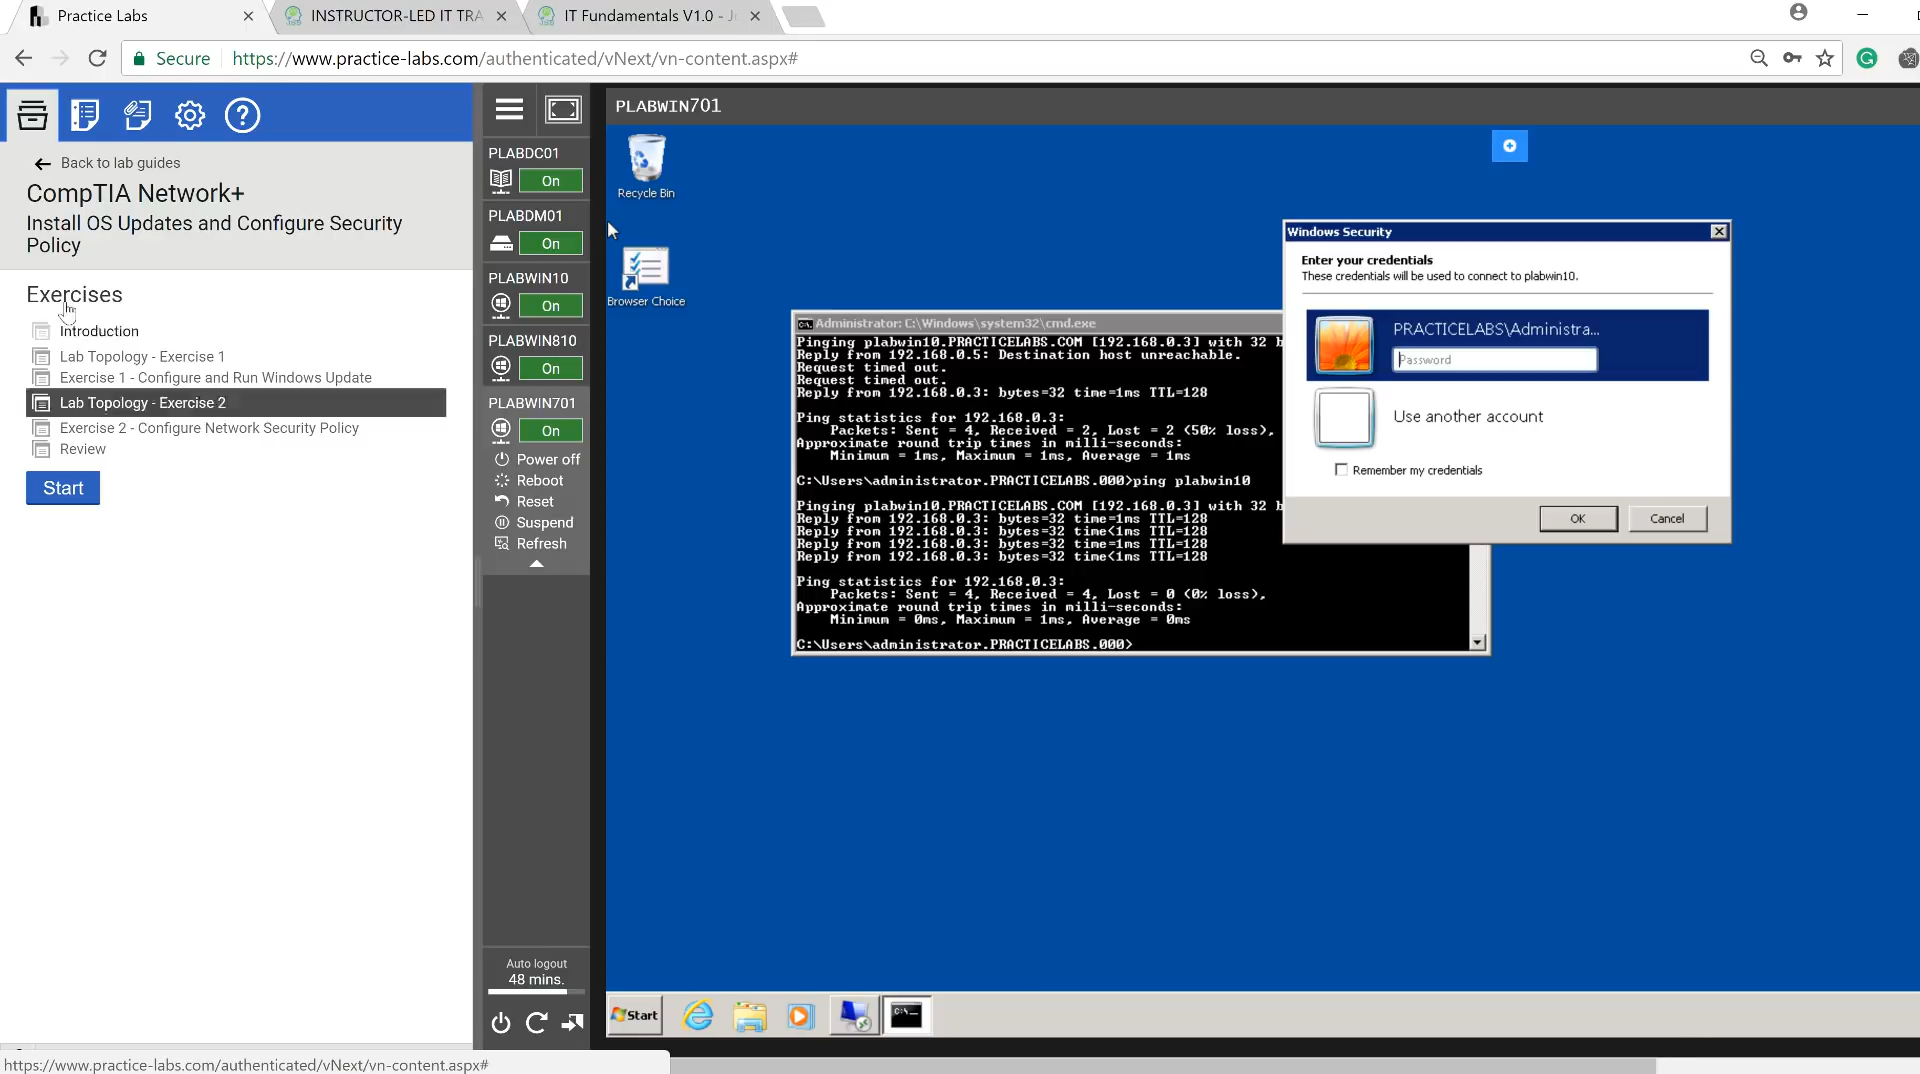 Practice Labs
INSTRUCTOR-LED IT TRA
IT Fundamentals V1.0 - J
Secure
https://www.practice-labs.com/authenticated/vNext/vn-content.aspx#
Back to lab guides
CompTIA Network+
Install OS Updates and Configure Security
Policy
Exercises
Introduction
Lab Topology - Exercise 1
Exercise 1 - Configure and Run Windows Update
Lab Topology - Exercise 2
Exercise 2 - Configure Network Security Policy
Review
Start
PLABDC01
On
PLABDM01
On
PLABWIN10
On
PLABWIN810
On
PLABWIN701
On
Power off
Reboot
Reset
Suspend
Refresh
Auto logout
48 mins.
PLABWIN701
Recycle Bin
Browser Choice
Administrator: C:\Windows\system32\cmd.exe
Pinging plabwin10.PRACTICELABS.COM [192.168.0.3] with 32 b
Reply from 192.168.0.5: Destination host unreachable.
Request timed out.
Request timed out.
Reply from 192.168.0.3: bytes=32 time=1ms TTL=128
Ping statistics for 192.168.0.3:
Packets: Sent = 4, Received = 2, Lost = 2 (50% loss),
Approximate round trip times in milli-seconds:
Minimum = 1ms, Maximum = 1ms, Average = 1ms
C:\Users\administrator.PRACTICELABS.000>ping plabwin10
Pinging plabwin10.PRACTICELABS.COM [192.168.0.3] with 32 b
Reply from 192.168.0.3: bytes=32 time=1ms TTL=128
Reply from 192.168.0.3: bytes=32 time<1ms TTL=128
Reply from 192.168.0.3: bytes=32 time=1ms TTL=128
Reply from 192.168.0.3: bytes=32 time<1ms TTL=128
Ping statistics for 192.168.0.3:
Packets: Sent = 4, Received = 4, Lost = 0 (0% loss),
Approximate round trip times in milli-seconds:
Minimum = 0ms, Maximum = 1ms, Average = 0ms
C:\Users\administrator.PRACTICELABS.000>
Windows Security
Enter your credentials
These credentials will be used to connect to plabwin10.
PRACTICELABS\Administra...
Password
Use another account
Remember my credentials
OK
Cancel
Start
https://www.practice-labs.com/authenticated/vNext/vn-content.aspx#